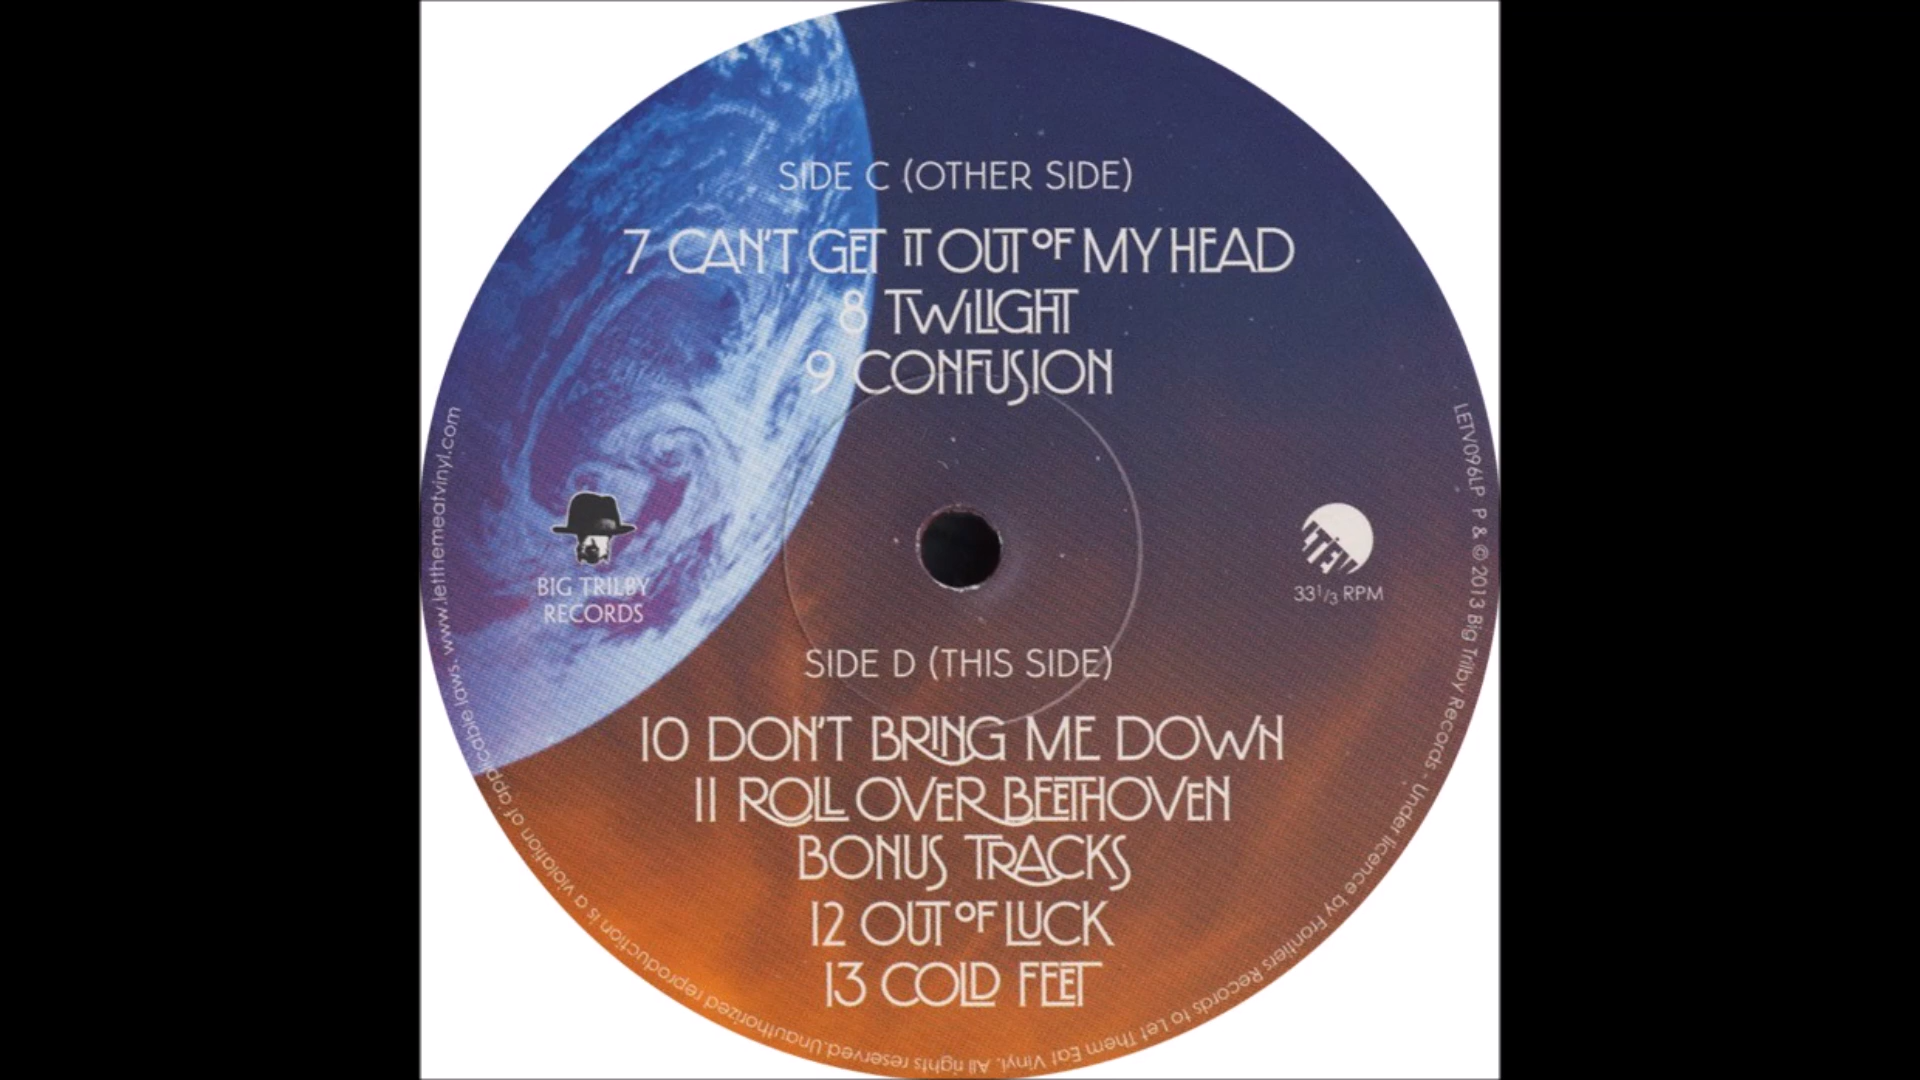 SIDE C (OTHER SIDE)
7 CAN'T GET IT OUT OF MY HEAD
8 TWILIGHT
9 CONFUSION
BIG TRILBY
RECORDS
33 1/3 RPM
SIDE D (THIS SIDE)
10 DON'T BRING ME DOWN
11 ROLL OVER BEETHOVEN
BONUS TRACKS
12 OUT OF LUCK
13 COLD FEET
LETV096LP P & © 2013 Big Trilby Records - Under licence by Frontiers Records to Let Them Eat Vinyl. All rights reserved.Unauthorized reproduction is a violation of applicable laws. www.letthemeatvinyl.com